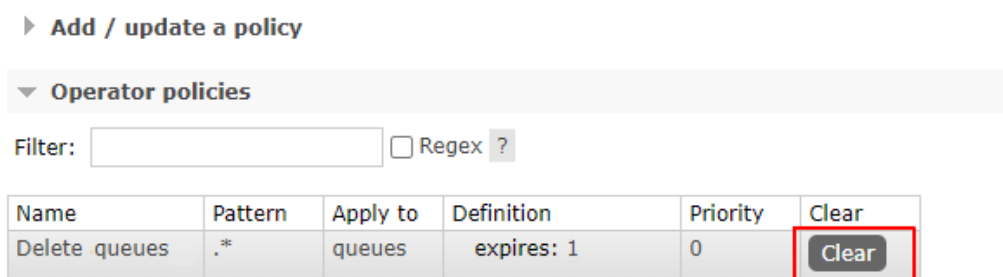 Add / update a policy
Operator policies
Filter: Regex ?
Name Pattern Apply to Definition Priority Clear
Delete queues .* queues expires: 1 0 Clear